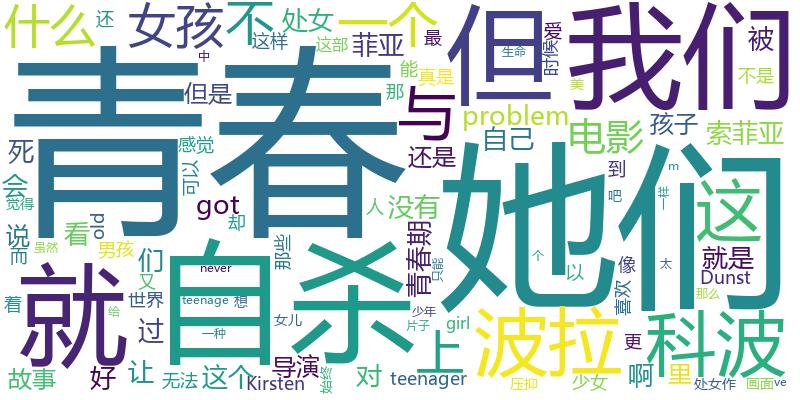 什么 还 女孩 不 处女 一个 但 我们
这样 这部 菲亚 最 生命 时候 爱 被
中 能 真是 美 不是
青春 但是 那 与 problem 电影 孩子 索菲亚
死 感觉 还是 自己
会 可以 got 没有 到 m 她们 这
觉得 old 却 人 吧 世
说 看 男孩 那些 青春期 个 以 像 就是
而 虽然 们 never 只能 太 Dunst
着 就 又 自杀 喜欢 那么
世界 teenage 想 少年
给 过 一种 女儿 片子 girl 上 波拉 更 科波
故事 好 让 无法 这个 导演 对 teenager 啊 里
Kirsten 始终 压抑 少女 处女作 画面 ve